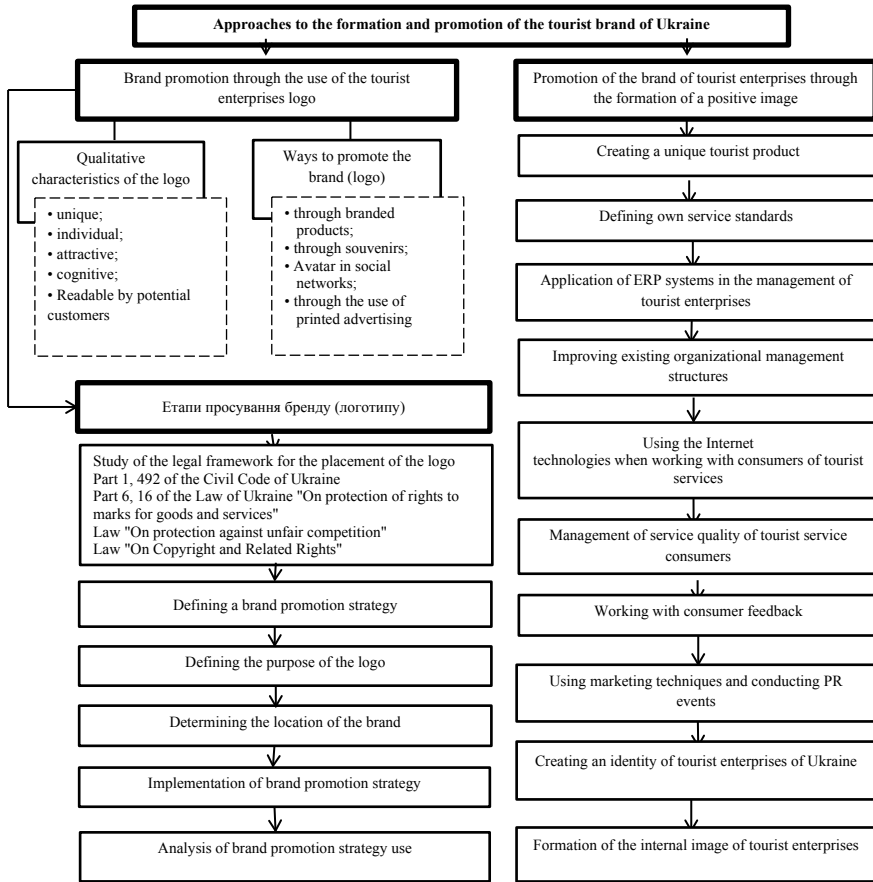 Approaches to the formation and promotion of the tourist brand of Ukraine
Brand promotion through the use of the tourist
enterprises logo
Qualitative
characteristics of the logo
• unique;
• individual;
• attractive;
• cognitive;
• Readable by potential
customers
Ways to promote the
brand (logo)
• through branded
products;
• through souvenirs;
• Avatar in social
networks;
• through the use of
printed advertising
Етапи просування бренду (логотипу)
Study of the legal framework for the placement of the logo
Part 1, 492 of the Civil Code of Ukraine
Part 6, 16 of the Law of Ukraine "On protection of rights to
marks for goods and services"
Law "On protection against unfair competition"
Law "On Copyright and Related Rights"
Defining a brand promotion strategy
Defining the purpose of the logo
Determining the location of the brand
Implementation of brand promotion strategy
Analysis of brand promotion strategy use
Promotion of the brand of tourist enterprises through
the formation of a positive image
Creating a unique tourist product
Defining own service standards
Application of ERP systems in the management of
tourist enterprises
Improving existing organizational management
structures
Using the Internet
technologies when working with consumers of tourist
services
Management of service quality of tourist service
consumers
Working with consumer feedback
Using marketing techniques and conducting PR
events
Creating an identity of tourist enterprises of Ukraine
Formation of the internal image of tourist enterprises